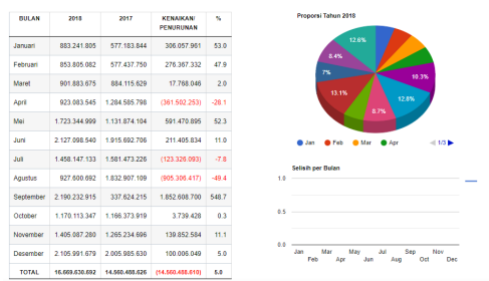 BULAN 2018 2017 KENAIKAN/ PENURUNAN %
Januari 883.241.805 577.183.844 306.057.961 53.0
Februari 853.805.082 577.437.750 276.367.332 47.9
Maret 901.883.675 884.115.629 17.768.046 2.0
April 923.083.545 1.284.585.798 (361.502.253) -28.1
Mei 1.723.344.999 1.131.874.104 591.470.895 52.3
Juni 2.127.098.540 1.915.692.706 211.405.834 11.0
Juli 1.458.147.133 1.581.473.226 (123.326.093) -7.8
Agustus 927.600.692 1.832.907.109 (905.306.417) -49.4
September 2.190.232.915 337.624.215 1.852.608.700 548.7
October 1.170.113.347 1.166.373.919 3.739.428 0.3
November 1.405.087.280 1.265.234.696 139.852.584 11.1
Desember 2.105.991.679 2.005.985.630 100.006.049 5.0
TOTAL 16.669.630.692 14.560.488.626 (14.560.488.618) 5.0
Proporsi Tahun 2018
12.6%
8.4%
7%
13.1%
8.7%
12.8%
10.3%
Jan Feb Mar Apr 1/3
Selisih per Bulan
1.0
0.5
0.0
Jan Mar May Jul Sep Nov
Feb Apr Jun Aug Oct Dec